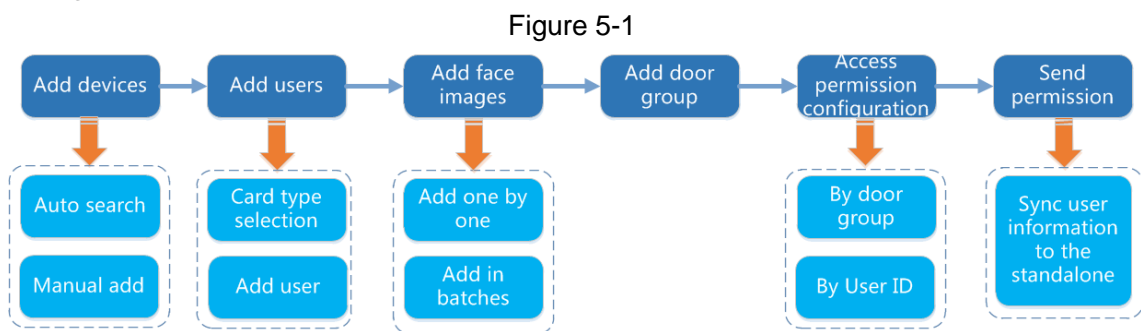 Figure 5-1
Add devices
Add users
Add face
images
Add door
group
Access
permission
configuration
Send
permission
Auto search
Manual add
Card type
selection
Add user
Add one by
one
Add in
batches
By door
group
By User ID
Sync user
information
to the
standalone